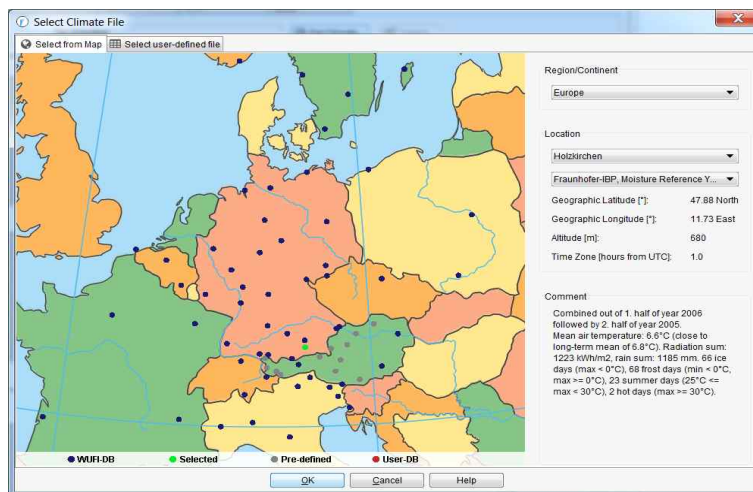 Select Climate File
Select from Map
Select user-defined file
Region/Continent
Europe
Location
Holzkirchen
Fraunhofer-IBP, Moisture Reference Y...
Geographic Latitude [°]: 47.88 North
Geographic Longitude [°]: 11.73 East
Altitude [m]: 680
Time Zone [hours from UTC]: 1.0
Comment
Combined out of 1. half of year 2006
followed by 2. half of year 2005.
Mean air temperature: 6.6°C (close to
long-term mean of 6.8°C). Radiation sum:
1223 kWh/m2, rain sum: 1185 mm. 66 ice
days (max < 0°C), 68 frost days (min < 0°C,
max >= 0°C), 23 summer days (25°C <=
max < 30°C), 2 hot days (max >= 30°C).
WUFI-DB
Selected
Pre-defined
User-DB
OK
Cancel
Help